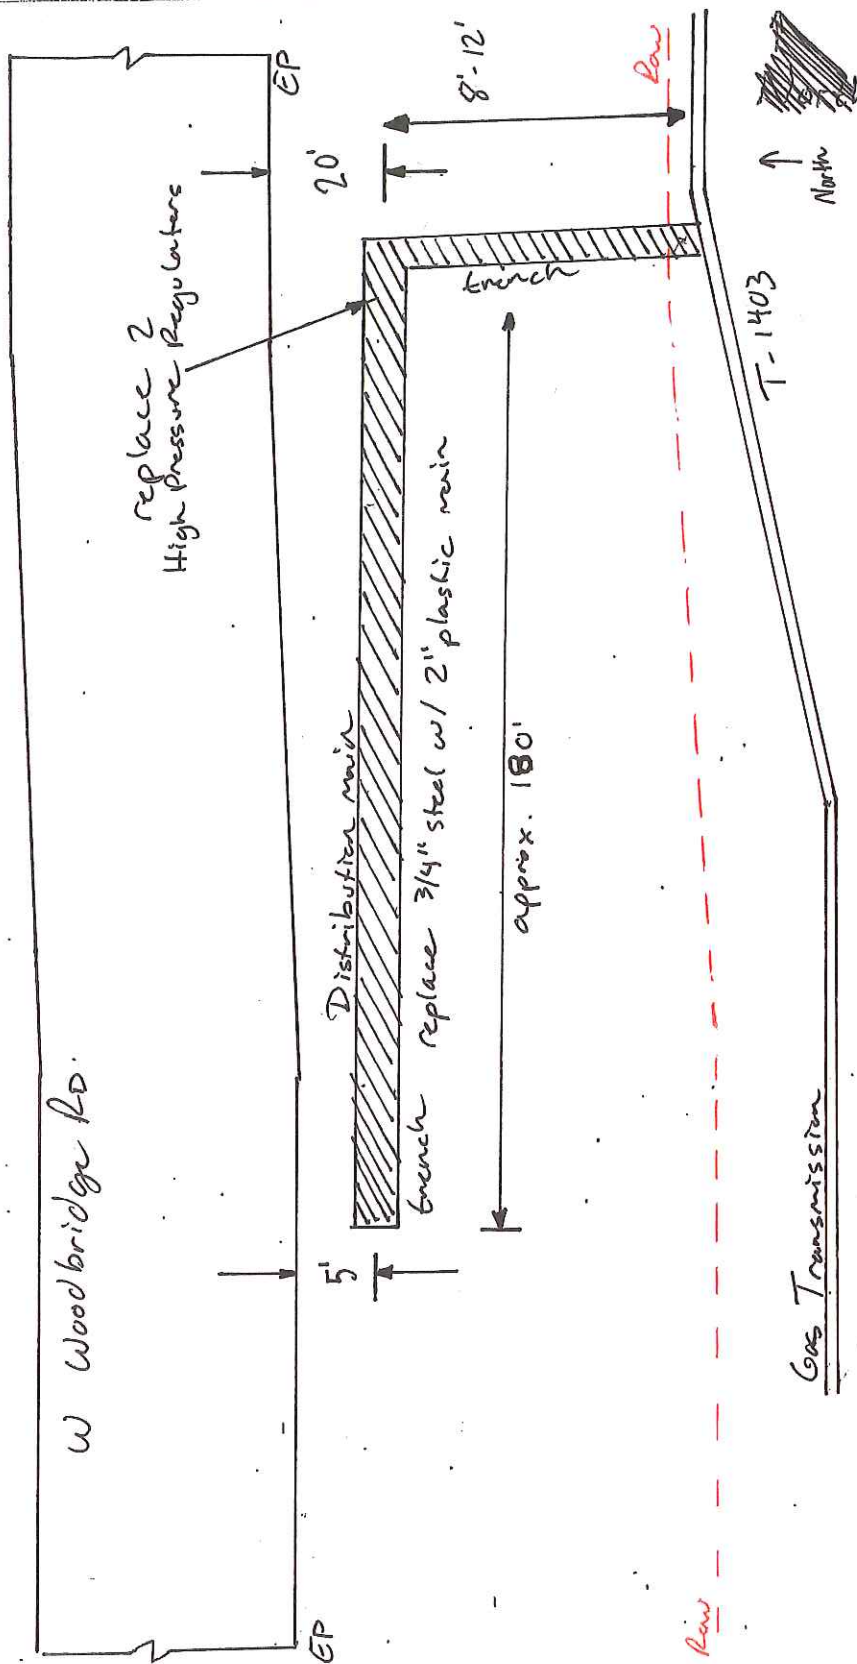 W Woodbridge RD.
EP
EP
replace 2
High Pressure Regulators
20'
8'-12'
5'
Distribution main
trench
replace 3/4" steel w/ 2" plastic main
approx. 180'
trench
Row
Row
T-1403
Gas Transmission
North